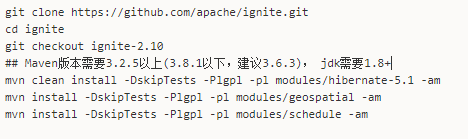 git clone https://github.com/apache/ignite.git
cd ignite
git checkout ignite-2.10
## Maven版本需要3.2.5以上(3.8.1以下，建议3.6.3)， jdk需要1.8+
mvn clean install -DskipTests -Plgpl -pl modules/hibernate-5.1 -am
mvn install -DskipTests -Plgpl -pl modules/geospatial -am
mvn install -DskipTests -Plgpl -pl modules/schedule -am